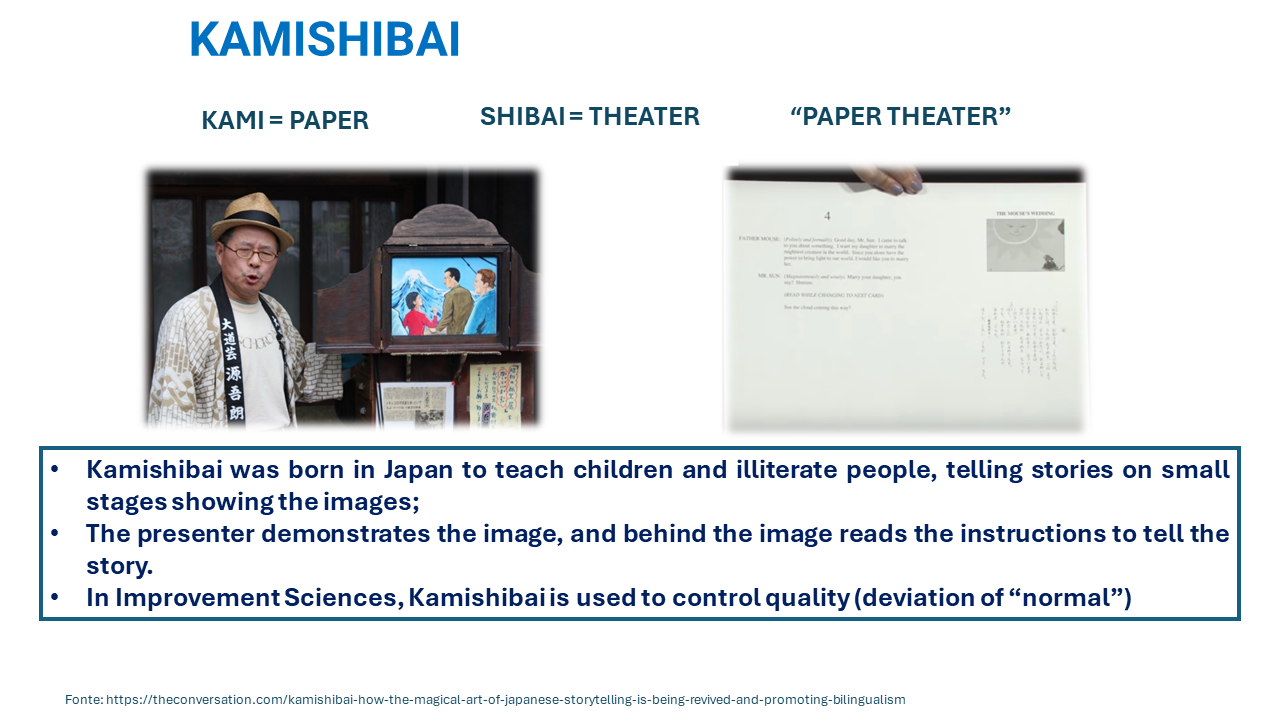 KAMISHIBAI
KAMI = PAPER
SHIBAI = THEATER
“PAPER THEATER”
大道芸 源吾朗
4
THE MOUSE'S WEDDING
FATHER MOUSE: (Politely and formally) Good day, Mr. Sun. I came to talk
to you about something. I want my daughter to marry the
mightiest creature in the world. Since you alone have the
power to bring light to our world, I would like you to marry
her.
MR. SUN: Marry your daughter, you
say? Hmmm
(READ WHILE CHANGING TO NEXT CARD)
See the cloud coming this way?
• Kamishibai was born in Japan to teach children and illiterate people, telling stories on small
stages showing the images;
• The presenter demonstrates the image, and behind the image reads the instructions to tell the
story.
• In Improvement Sciences, Kamishibai is used to control quality (deviation of “normal”)
Fonte: https://theconversation.com/kamishibai-how-the-magical-art-of-japanese-storytelling-is-being-revived-and-promoting-bilingualism